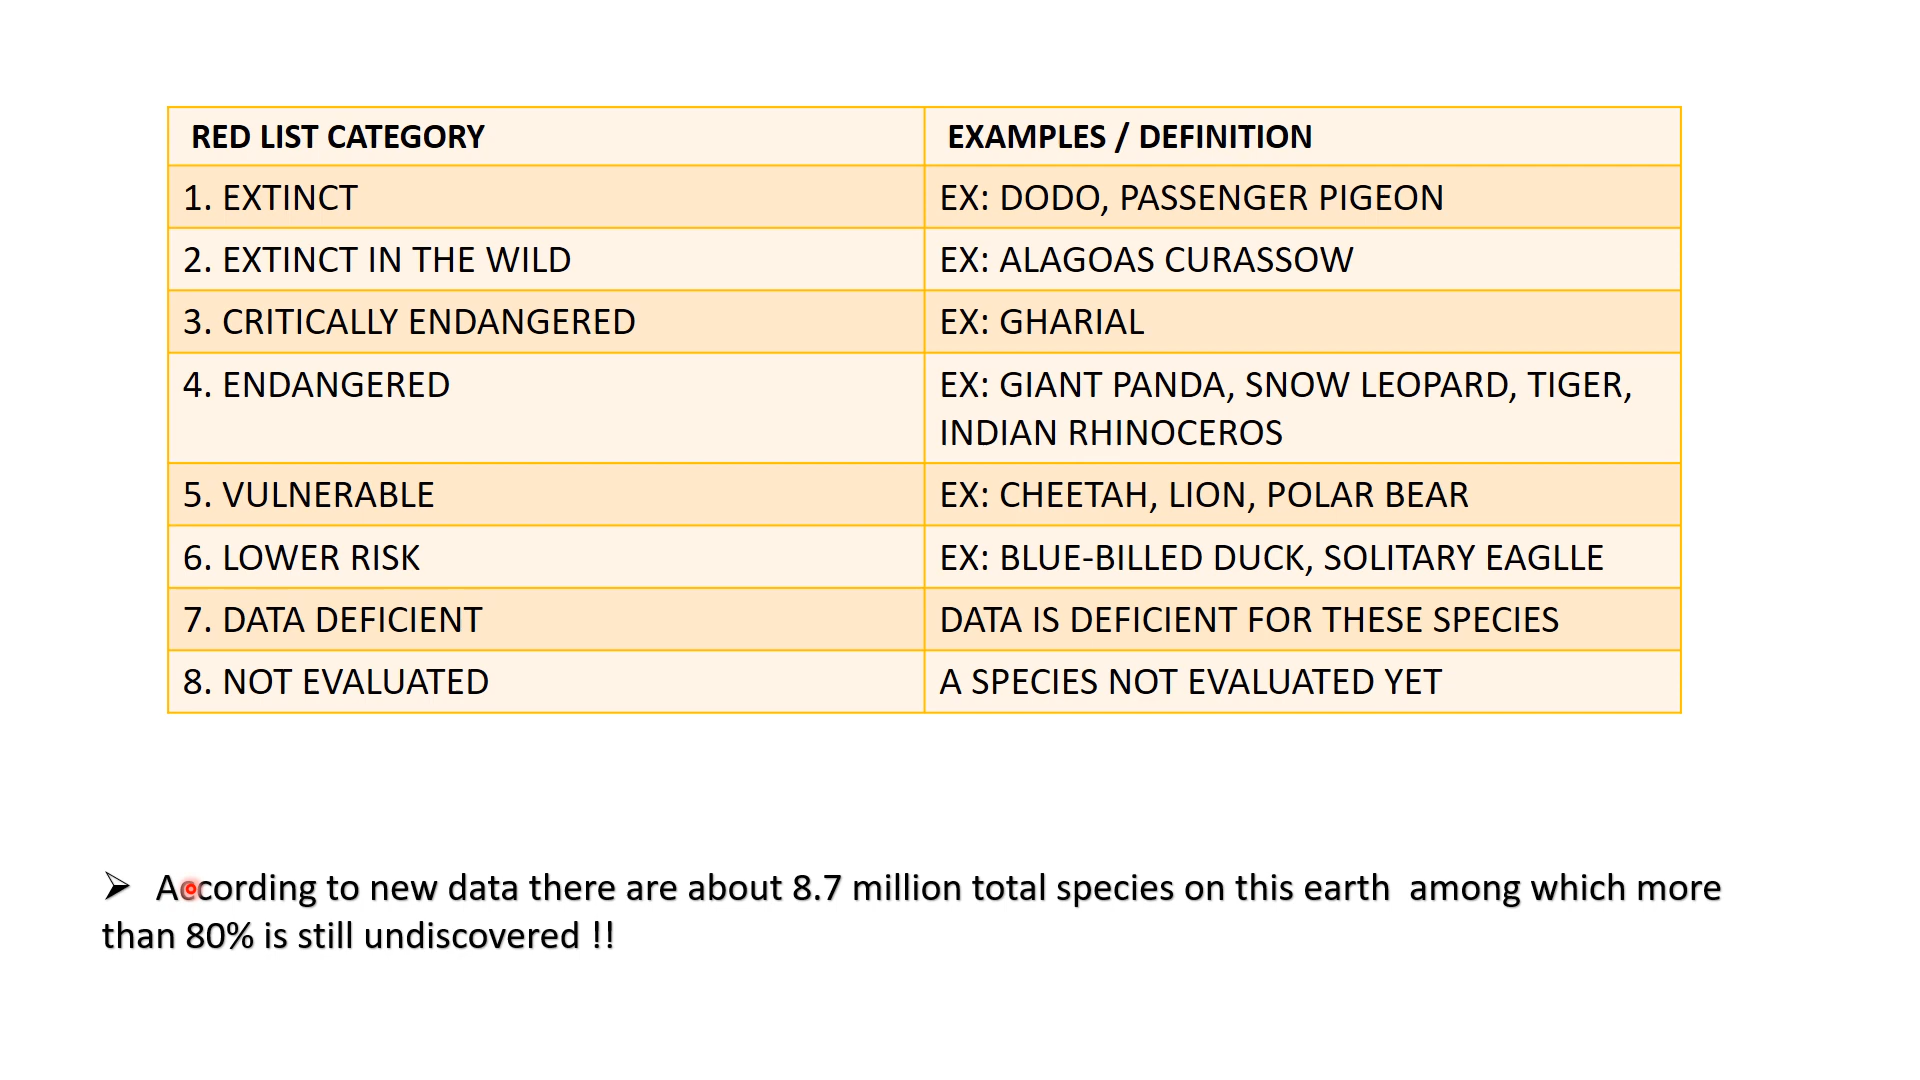 RED LIST CATEGORY
EXAMPLES / DEFINITION
1. EXTINCT
EX: DODO, PASSENGER PIGEON
2. EXTINCT IN THE WILD
EX: ALAGOAS CURASSOW
3. CRITICALLY ENDANGERED
EX: GHARIAL
4. ENDANGERED
EX: GIANT PANDA, SNOW LEOPARD, TIGER,
INDIAN RHINOCEROS
5. VULNERABLE
EX: CHEETAH, LION, POLAR BEAR
6. LOWER RISK
EX: BLUE-BILLED DUCK, SOLITARY EAGLLE
7. DATA DEFICIENT
DATA IS DEFICIENT FOR THESE SPECIES
8. NOT EVALUATED
A SPECIES NOT EVALUATED YET
➢ According to new data there are about 8.7 million total species on this earth among which more
than 80% is still undiscovered !!